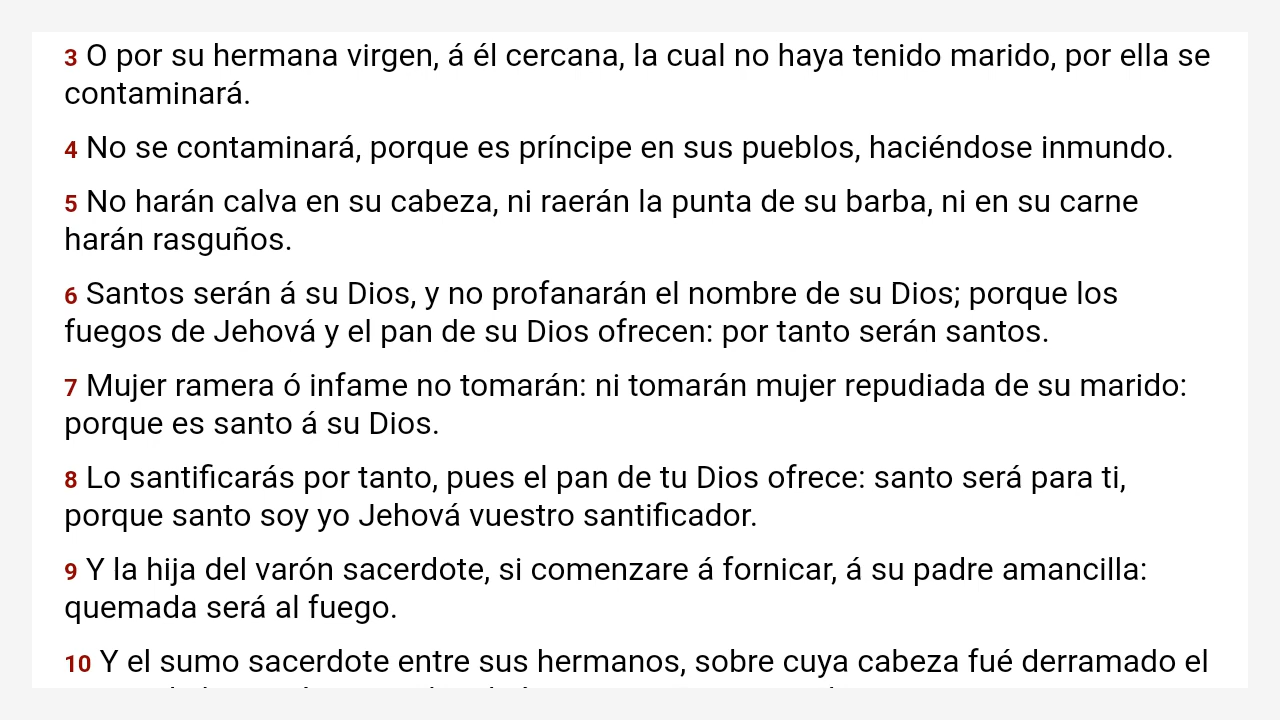 3 O por su hermana virgen, á él cercana, la cual no haya tenido marido, por ella se
contaminará.
4 No se contaminará, porque es príncipe en sus pueblos, haciéndose inmundo.
5 No harán calva en su cabeza, ni raerán la punta de su barba, ni en su carne
harán rasguños.
6 Santos serán á su Dios, y no profanarán el nombre de su Dios; porque los
fuegos de Jehová y el pan de su Dios ofrecen: por tanto serán santos.
7 Mujer ramera ó infame no tomarán: ni tomarán mujer repudiada de su marido:
porque es santo á su Dios.
8 Lo santificarás por tanto, pues el pan de tu Dios ofrece: santo será para ti,
porque santo soy yo Jehová vuestro santificador.
9 Y la hija del varón sacerdote, si comenzare á fornicar, á su padre amancilla:
quemada será al fuego.
10 Y el sumo sacerdote entre sus hermanos, sobre cuya cabeza fué derramado el